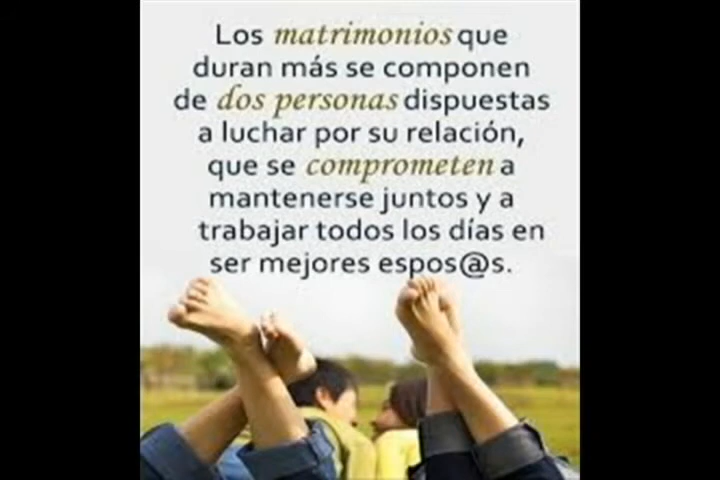 Los matrimonios que
duran más se componen
de dos personas dispuestas
a luchar por su relación,
que se comprometen a
mantenerse juntos y a
trabajar todos los días en
ser mejores espos@s.